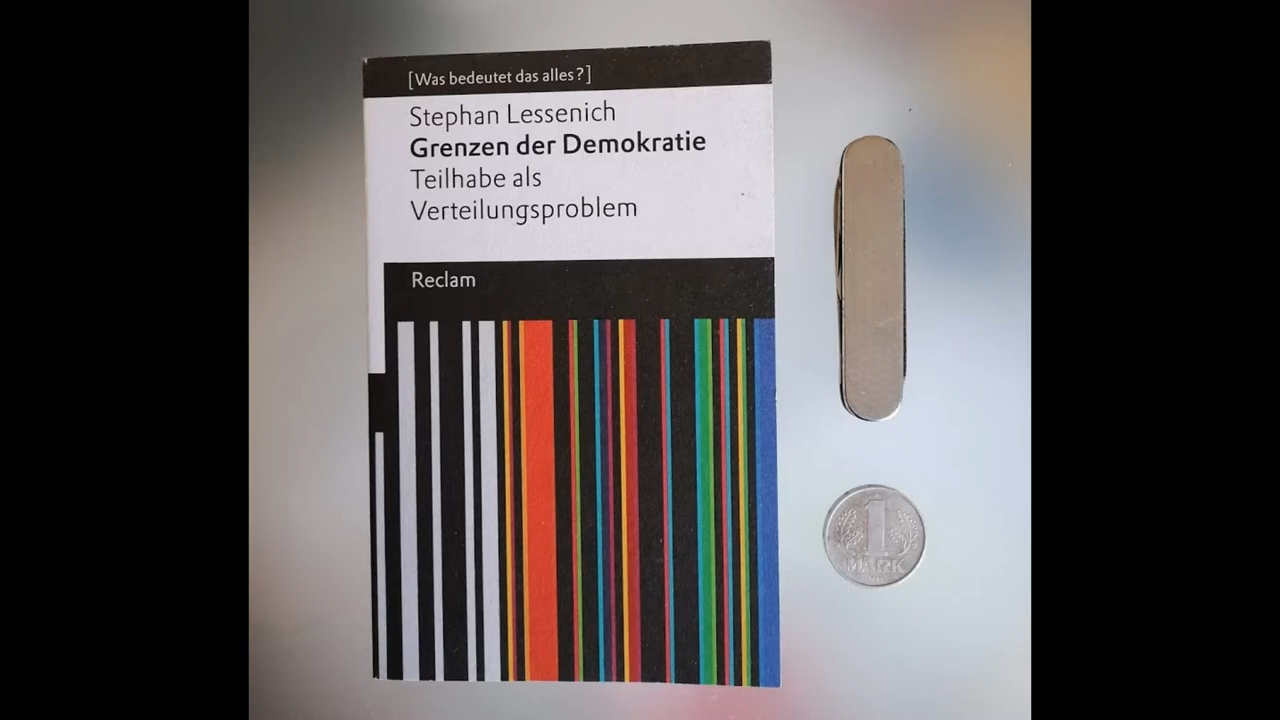 [Was bedeutet das alles?]
Stephan Lessenich
Grenzen der Demokratie
Teilhabe als
Verteilungsproblem
Reclam
1
MARK